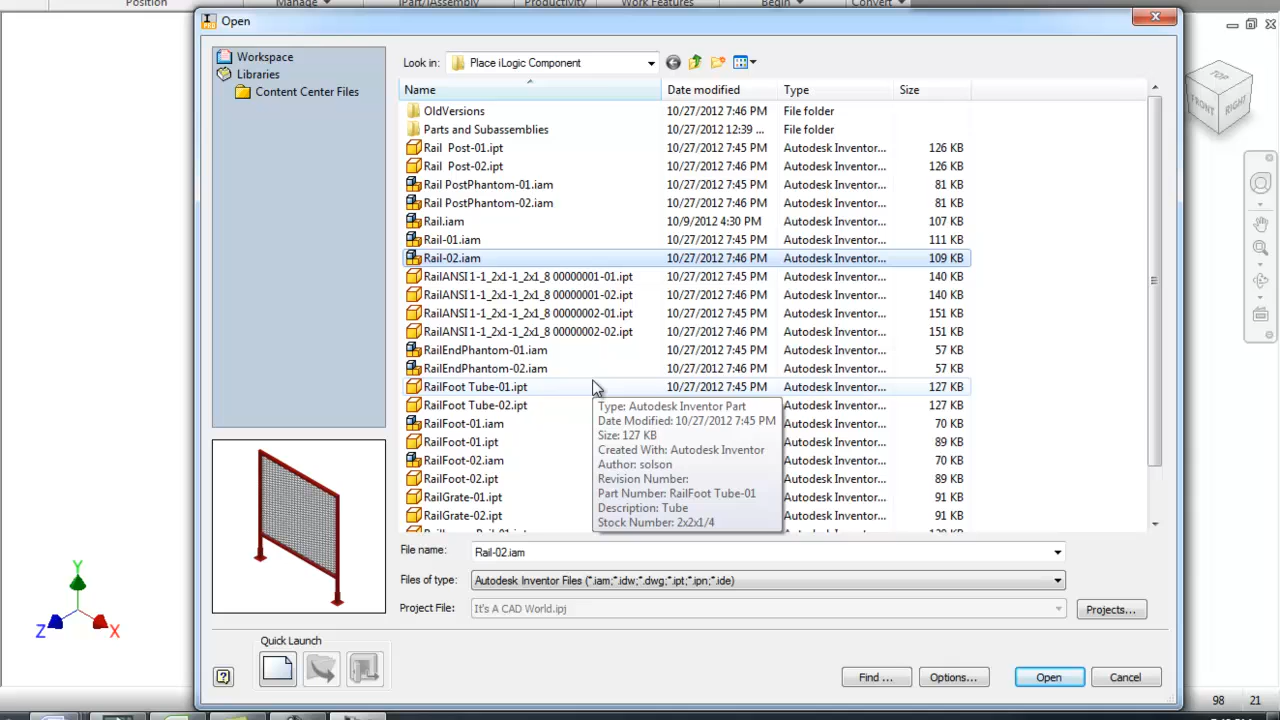 Position
Manage
iPart/iAssembly
Productivity
Work Features
Begin
Convert
Open
Workspace
Libraries
Content Center Files
Look in:
Place iLogic Component
Name Date modified Type Size
OldVersions 10/27/2012 7:46 PM File folder
Parts and Subassemblies 10/27/2012 12:39 ... File folder
Rail Post-01.ipt 10/27/2012 7:45 PM Autodesk Inventor... 126 KB
Rail Post-02.ipt 10/27/2012 7:46 PM Autodesk Inventor... 126 KB
Rail PostPhantom-01.iam 10/27/2012 7:45 PM Autodesk Inventor... 81 KB
Rail PostPhantom-02.iam 10/27/2012 7:46 PM Autodesk Inventor... 81 KB
Rail.iam 10/9/2012 4:30 PM Autodesk Inventor... 107 KB
Rail-01.iam 10/27/2012 7:45 PM Autodesk Inventor... 111 KB
Rail-02.iam 10/27/2012 7:46 PM Autodesk Inventor... 109 KB
RailANSI 1-1_2x1-1_2x1_8 00000001-01.ipt 10/27/2012 7:45 PM Autodesk Inventor... 140 KB
RailANSI 1-1_2x1-1_2x1_8 00000001-02.ipt 10/27/2012 7:46 PM Autodesk Inventor... 140 KB
RailANSI 1-1_2x1-1_2x1_8 00000002-01.ipt 10/27/2012 7:45 PM Autodesk Inventor... 151 KB
RailANSI 1-1_2x1-1_2x1_8 00000002-02.ipt 10/27/2012 7:46 PM Autodesk Inventor... 151 KB
RailEndPhantom-01.iam 10/27/2012 7:45 PM Autodesk Inventor... 57 KB
RailEndPhantom-02.iam 10/27/2012 7:46 PM Autodesk Inventor... 57 KB
RailFoot Tube-01.ipt 10/27/2012 7:45 PM Autodesk Inventor... 127 KB
RailFoot Tube-02.ipt Autodesk Inventor... 127 KB
RailFoot-01.iam Autodesk Inventor... 70 KB
RailFoot-01.ipt Autodesk Inventor... 89 KB
RailFoot-02.iam Autodesk Inventor... 70 KB
RailFoot-02.ipt Autodesk Inventor... 89 KB
RailGrate-01.ipt Autodesk Inventor... 91 KB
RailGrate-02.ipt Autodesk Inventor... 91 KB
Type: Autodesk Inventor Part
Date Modified: 10/27/2012 7:45 PM
Size: 127 KB
Created With: Autodesk Inventor
Author: solson
Revision Number:
Part Number: RailFoot Tube-01
Description: Tube
Stock Number: 2x2x1/4
File name: Rail-02.iam
Files of type: Autodesk Inventor Files (*.iam;*.idw;*.dwg;*.ipt;*.ipn;*.ide)
Project File: It's A CAD World.ipj
Projects...
Quick Launch
Find ...
Options...
Open
Cancel
TOP
FRONT
RIGHT
Y
Z
X
98 21